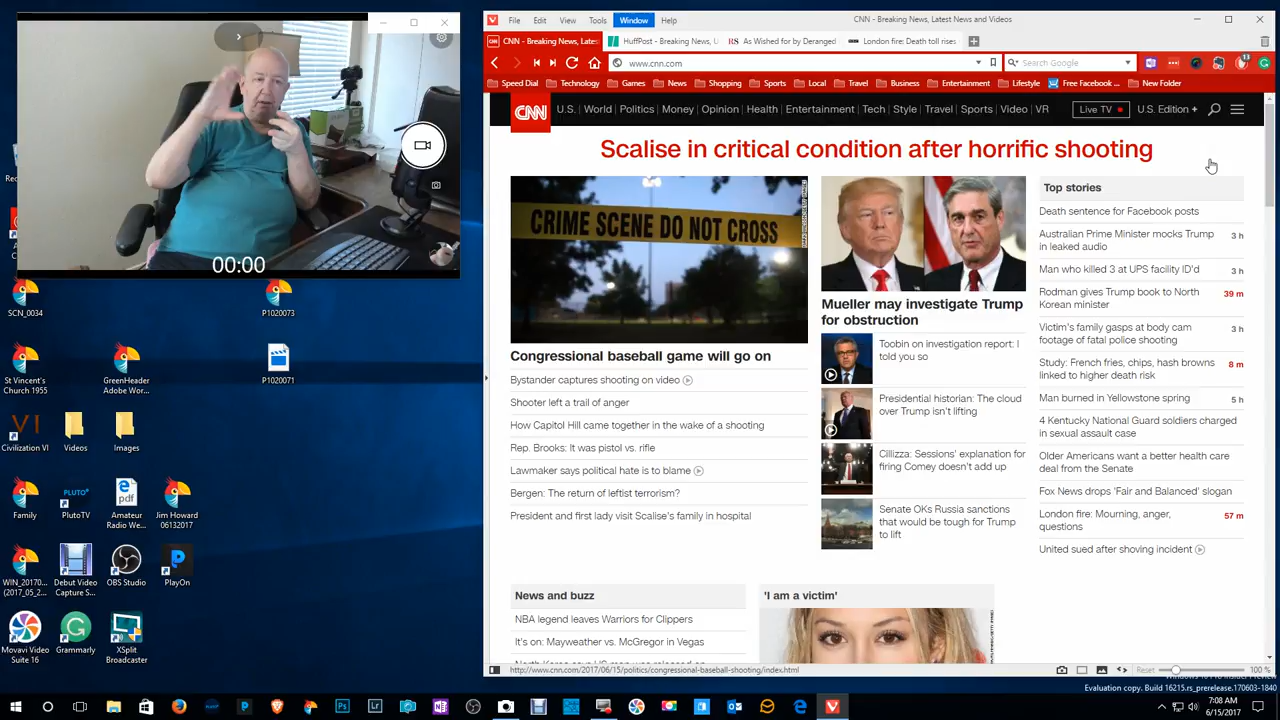 File Edit View Tools Window Help
CNN - Breaking News, Latest News and Videos
CNN - Breaking News, Lates
HuffPost - Breaking News, U
As Wished for by Deranged
London fire: Death toll rises
www.cnn.com
Search Google
Speed Dial Technology Games News Shopping Sports Local Travel Business Entertainment Lifestyle Free Facebook ... New Folder
CNN U.S. World Politics Money Opinion Health Entertainment Tech Style Travel Sports Video VR Live TV U.S. Edition +
Scalise in critical condition after horrific shooting
CRIME SCENE DO NOT CROSS
Congressional baseball game will go on
Bystander captures shooting on video
Shooter left a trail of anger
How Capitol Hill came together in the wake of a shooting
Rep. Brooks: It was pistol vs. rifle
Lawmaker says political hate is to blame
Bergen: The return of leftist terrorism?
President and first lady visit Scalise's family in hospital
Mueller may investigate Trump
for obstruction
Toobin on investigation report: I
told you so
Presidential historian: The cloud
over Trump isn't lifting
Cillizza: Sessions' explanation for
firing Comey doesn't add up
Senate OKs Russia sanctions
that would be tough for Trump
to lift
Top stories
Death sentence for Facebook posts
Australian Prime Minister mocks Trump 3 h
in leaked audio
Man who killed 3 at UPS facility ID'd 3 h
Rodman gives Trump book to North 39 m
Korean minister
Victim's family gasps at body cam 3 h
footage of fatal police shooting
Study: French fries, chips, hash browns 8 m
linked to higher death risk
Man burned in Yellowstone spring 5 h
4 Kentucky National Guard soldiers charged
in sexual assault case
Older Americans want a better health care
deal from the Senate
Fox News drops 'Fair and Balanced' slogan
London fire: Mourning, anger, 57 m
questions
United sued after shoving incident
News and buzz
NBA legend leaves Warriors for Clippers
It's on: Mayweather vs. McGregor in Vegas
'I am a victim'
http://www.cnn.com/2017/06/15/politics/congressional-baseball-shooting/index.html
Reset 100 %
00:00
SCN_0034
P1020073
St Vincent's
Church 1955
GreenHeader
Adobe Wor...
P1020071
Civilization VI
Videos
Images
Family
PlutoTV
Amateur
Radio We...
Jim Howard
06132017
WIN_20170...
(2017_05_2...
Debut Video
Capture S...
OBS Studio
PlayOn
Movavi Video
Suite 16
Grammarly
XSplit
Broadcaster
Evaluation copy. Build 16215.rs_prerelease.170603-1840
7:08 AM
6/15/2017